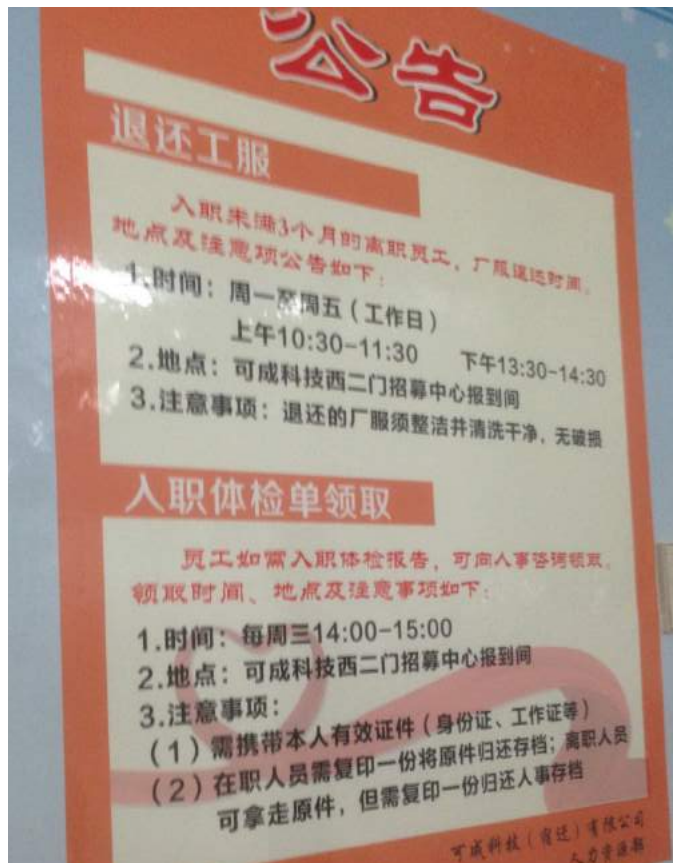 公告
退还工服
入职未满3个月的离职员工，厂服退还时间、
地点及注意项公告如下：
1.时间：周一至周五（工作日）
上午10:30-11:30 下午13:30-14:30
2.地点：可成科技西二门招募中心报到间
3.注意事项：退还的厂服须整洁并清洗干净，无破损
入职体检单领取
员工如需入职体检报告，可向人事咨询领取。
领取时间、地点及注意事项如下：
1.时间：每周三14:00-15:00
2.地点：可成科技西二门招募中心报到间
3.注意事项：
（1）需携带本人有效证件（身份证、工作证等）
（2）在职人员需复印一份将原件归还存档；离职人员
可拿走原件，但需复印一份归还人事存档
可成科技（宿迁）有限公司
人力资源部